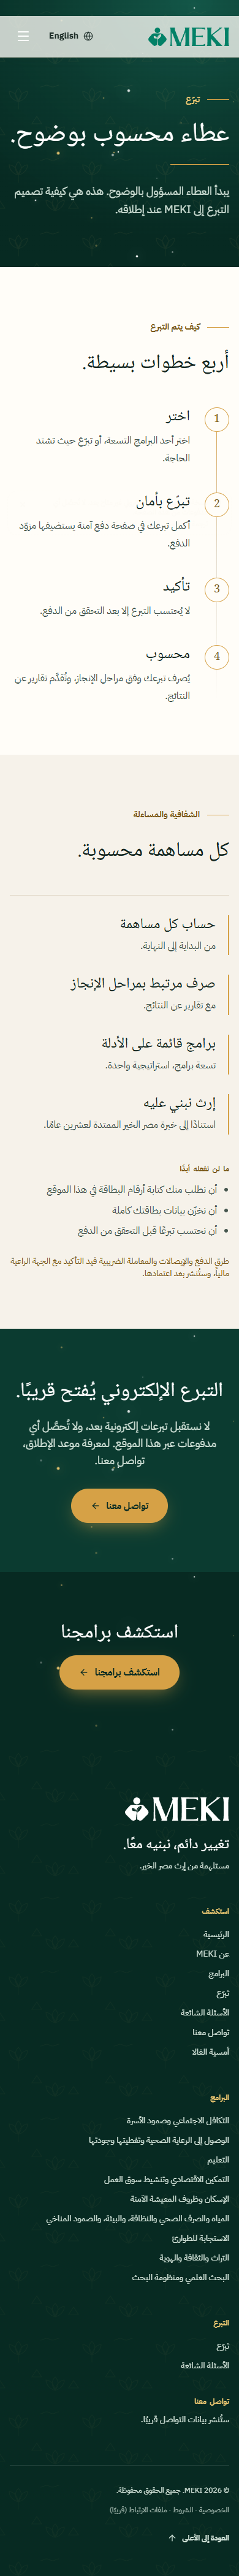 MEKI
English
تبرّع
عطاء محسوب بوضوح.
يبدأ العطاء المسؤول بالوضوح. هذه هي كيفية تصميم
التبرع إلى MEKI عند إطلاقه.
كيف يتم التبرع
أربع خطوات بسيطة.
1
اختر
اختر أحد البرامج التسعة، أو تبرّع حيث تشتد
الحاجة.
2
تبرّع بأمان
أكمل تبرعك في صفحة دفع آمنة يستضيفها مزوّد
الدفع.
3
تأكيد
لا يُحتسب التبرع إلا بعد التحقق من الدفع.
4
محسوب
يُصرف تبرعك وفق مراحل الإنجاز، وتُقدَّم تقارير عن
النتائج.
الشفافية والمساءلة
كل مساهمة محسوبة.
حساب كل مساهمة
من البداية إلى النهاية.
صرف مرتبط بمراحل الإنجاز
مع تقارير عن النتائج.
برامج قائمة على الأدلة
تسعة برامج، استراتيجية واحدة.
إرث نبني عليه
استنادًا إلى خبرة مصر الخير الممتدة لعشرين عامًا.
ما لن نفعله أبدًا
أن نطلب منك كتابة أرقام البطاقة في هذا الموقع
أن نخزّن بيانات بطاقتك كاملة
أن نحتسب تبرعًا قبل التحقق من الدفع
طرق الدفع والإيصالات والمعاملة الضريبية قيد التأكيد مع الجهة الراعية
ماليًا، وستُنشر بعد اعتمادها.
التبرع الإلكتروني يُفتح قريبًا.
لا نستقبل تبرعات إلكترونية بعد، ولا تُحصَّل أي
مدفوعات عبر هذا الموقع. لمعرفة موعد الإطلاق،
تواصل معنا.
تواصل معنا
استكشف برامجنا
استكشف برامجنا
MEKI
تغيير دائم، نبنيه معًا.
مستلهمة من إرث مصر الخير.
استكشف
الرئيسية
عن MEKI
البرامج
تبرّع
الأسئلة الشائعة
تواصل معنا
أمسية الغالا
البرامج
التكافل الاجتماعي وصمود الأسرة
الوصول إلى الرعاية الصحية وتغطيتها وجودتها
التعليم
التمكين الاقتصادي وتنشيط سوق العمل
الإسكان وظروف المعيشة الآمنة
المياه والصرف الصحي والنظافة، والبيئة، والصمود المناخي
الاستجابة للطوارئ
التراث والثقافة والهوية
البحث العلمي ومنظومة البحث
التبرع
تبرّع
الأسئلة الشائعة
تواصل معنا
ستُنشر بيانات التواصل قريبًا.
© 2026 MEKI. جميع الحقوق محفوظة.
الخصوصية · الشروط · ملفات الارتباط (قريبًا)
العودة إلى الأعلى